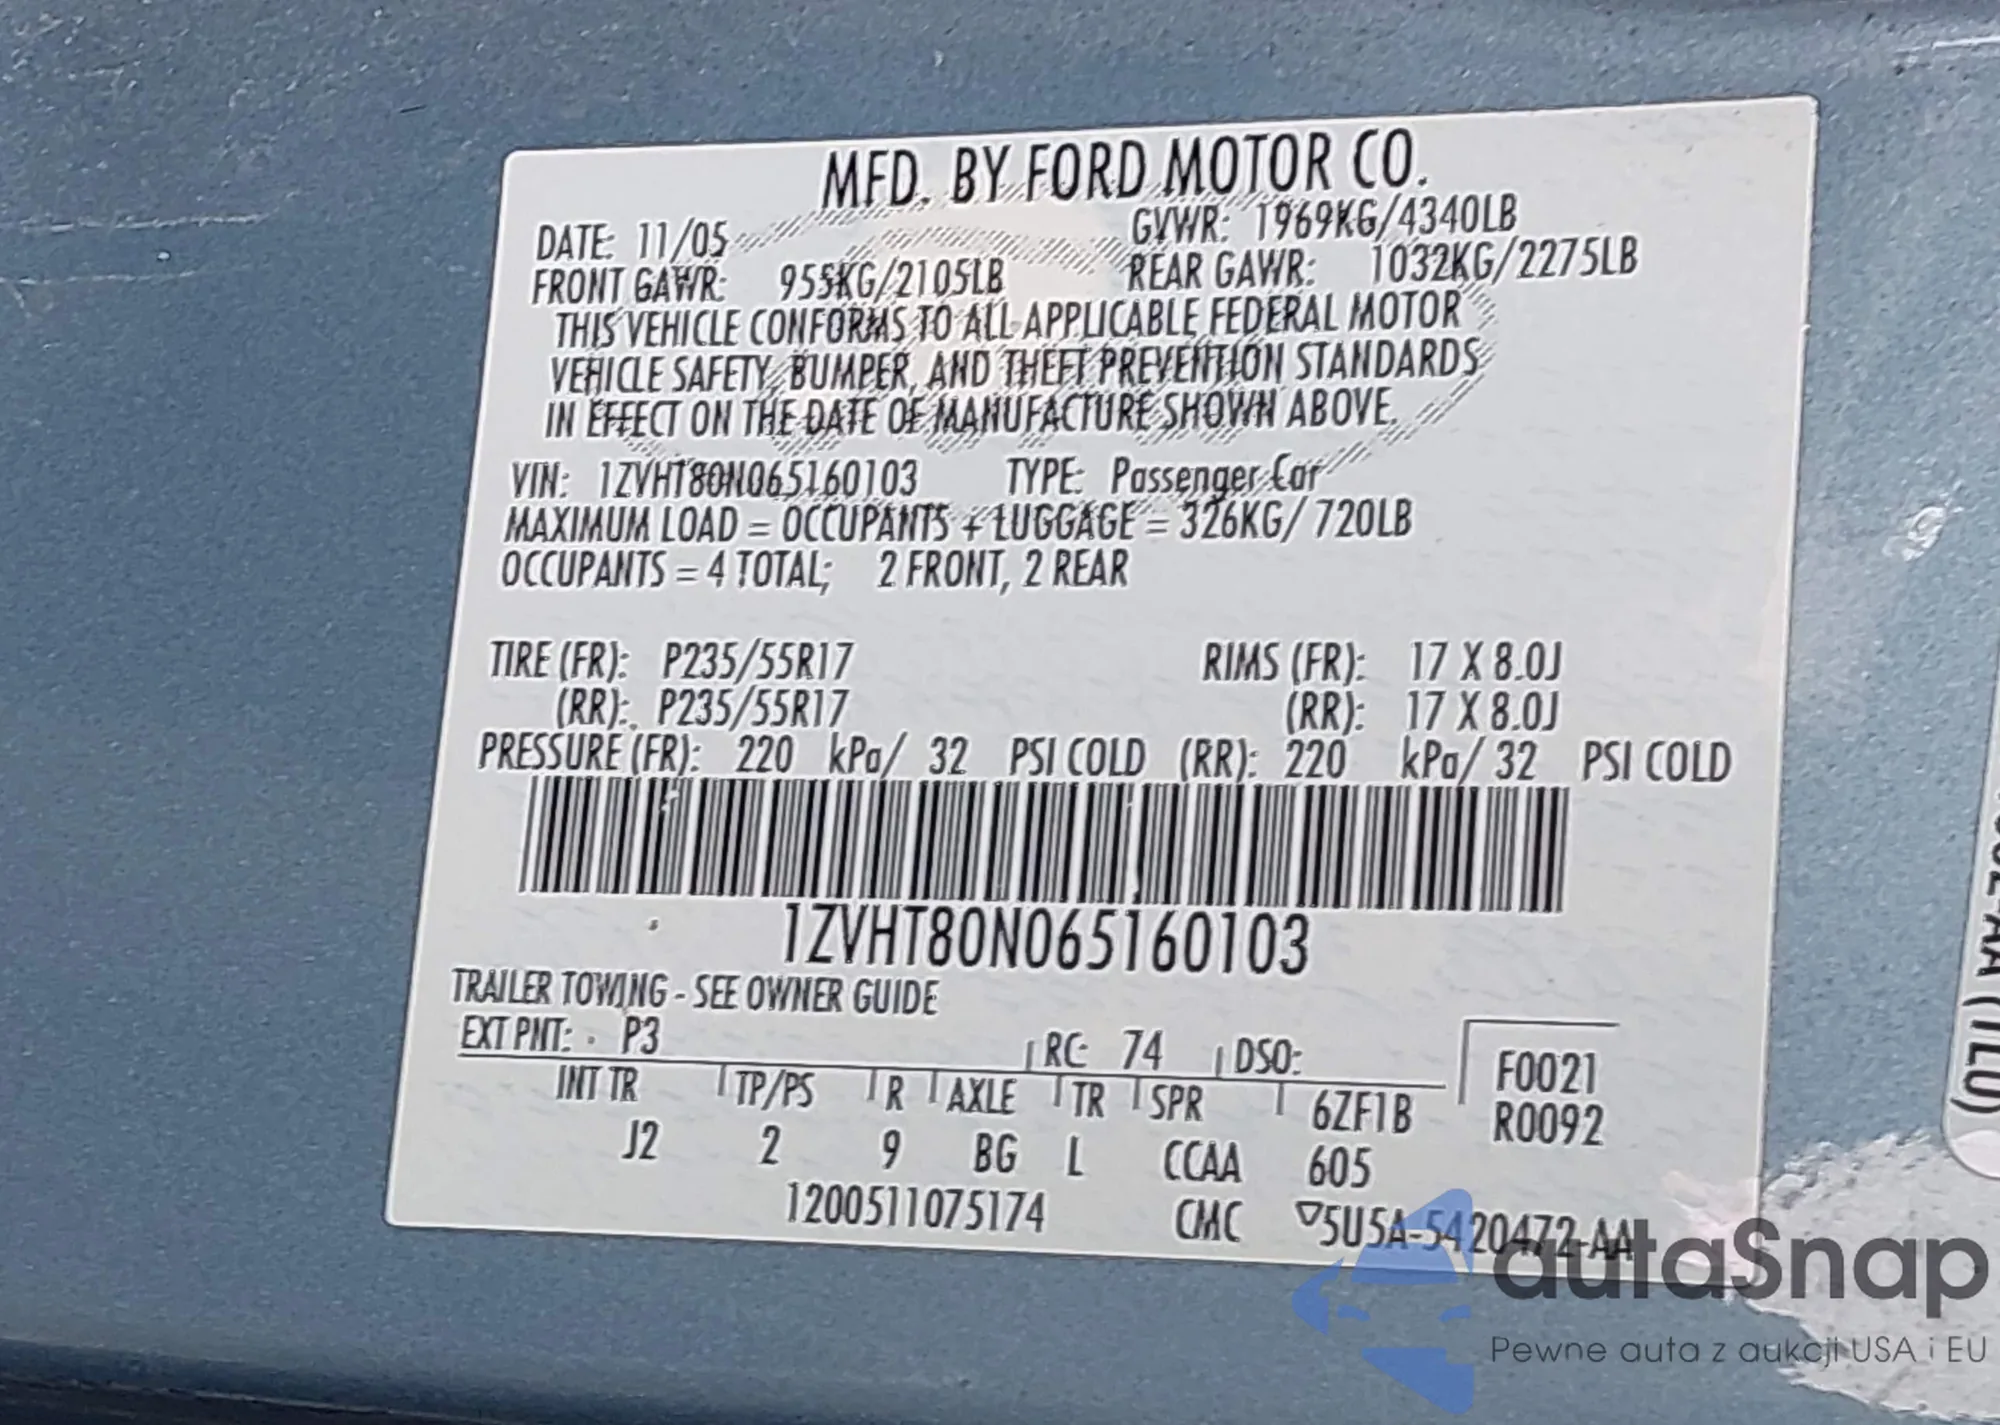 MFD. BY FORD MOTOR CO.
DATE: 11/05 GVWR: 1969KG/4340LB
FRONT GAWR: 955KG/2105LB REAR GAWR: 1032KG/2275LB
THIS VEHICLE CONFORMS TO ALL APPLICABLE FEDERAL MOTOR
VEHICLE SAFETY, BUMPER, AND THEFT PREVENTION STANDARDS
IN EFFECT ON THE DATE OF MANUFACTURE SHOWN ABOVE.
VIN: 1ZVHT80N065160103 TYPE: Passenger Car
MAXIMUM LOAD = OCCUPANTS + LUGGAGE = 326KG/ 720LB
OCCUPANTS = 4 TOTAL; 2 FRONT, 2 REAR
TIRE (FR): P235/55R17 RIMS (FR): 17 X 8.0J
(RR): P235/55R17 (RR): 17 X 8.0J
PRESSURE (FR): 220 kPa/ 32 PSI COLD (RR): 220 kPa/ 32 PSI COLD
1ZVHT80N065160103
TRAILER TOWING - SEE OWNER GUIDE
EXT PNT: P3 RC: 74 DSO: F0021
INT TR TP/PS R AXLE TR SPR 6ZF1B R0092
J2 2 9 BG L CCAA 605
1200511075174 CMC ▽5U5A-5420472-AA
(TLU)
autaSnap
Pewne auta z aukcji USA i EU